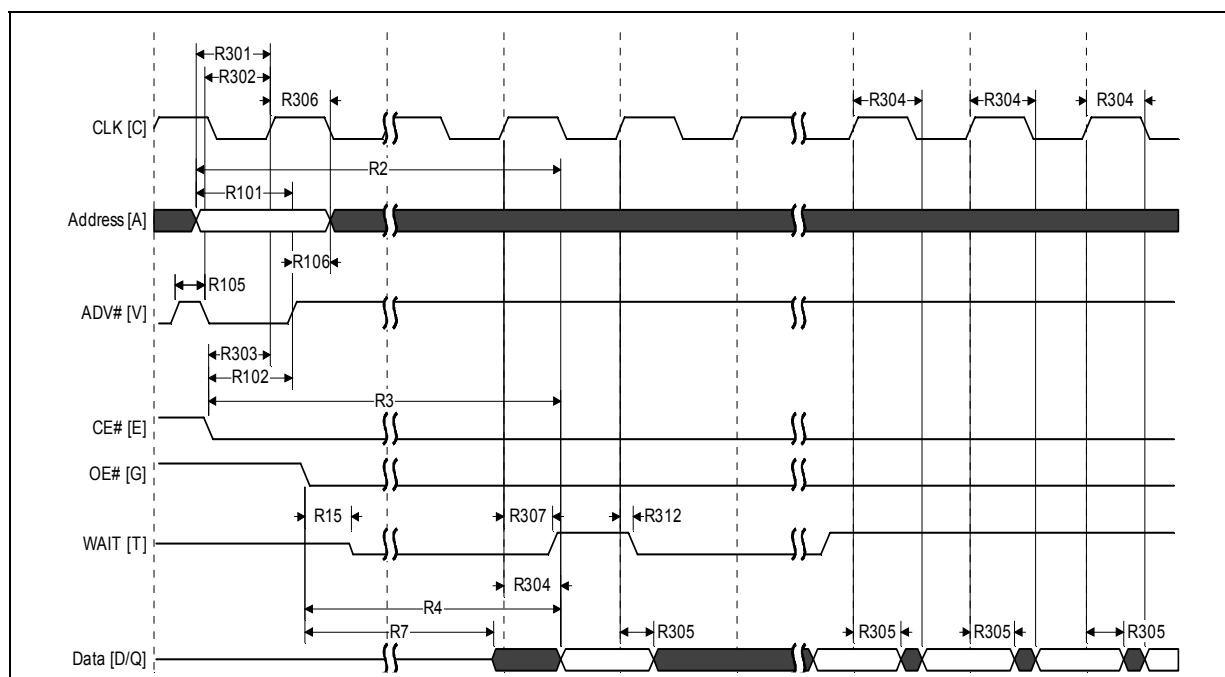 R301
R302
R306
R304 R304 R304
CLK [C]
R2
R101
Address [A]
R106
R105
ADV# [V]
R303
R102
R3
CE# [E]
OE# [G]
R15 R307 R312
WAIT [T]
R304
R4
R7 R305 R305 R305 R305
Data [D/Q]